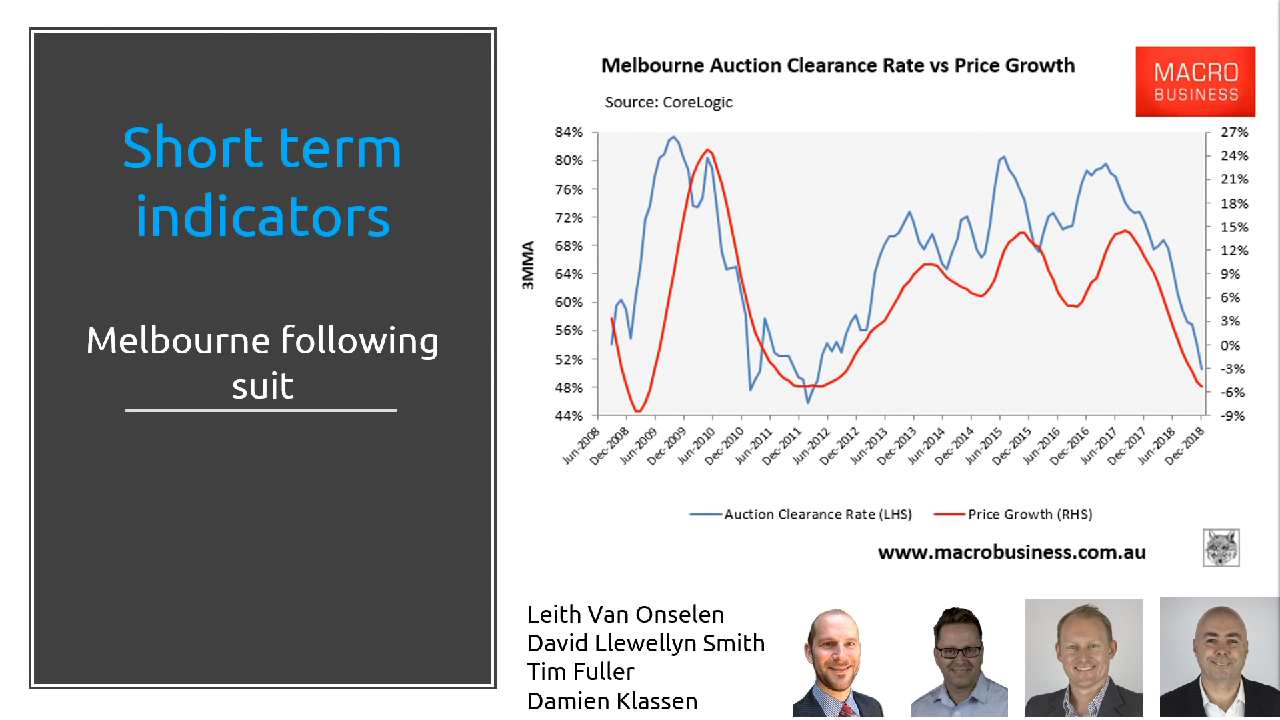 Short term
indicators
Melbourne following
suit
Melbourne Auction Clearance Rate vs Price Growth
MACRO
BUSINESS
Source: CoreLogic
84%
80%
76%
72%
68%
64%
60%
56%
52%
48%
44%
3MMA
27%
24%
21%
18%
15%
12%
9%
6%
3%
0%
-3%
-6%
-9%
Jun-2008
Dec-2008
Jun-2009
Dec-2009
Jun-2010
Dec-2010
Jun-2011
Dec-2011
Jun-2012
Dec-2012
Jun-2013
Dec-2013
Jun-2014
Dec-2014
Jun-2015
Dec-2015
Jun-2016
Dec-2016
Jun-2017
Dec-2017
Jun-2018
Dec-2018
Auction Clearance Rate (LHS)
Price Growth (RHS)
www.macrobusiness.com.au
Leith Van Onselen
David Llewellyn Smith
Tim Fuller
Damien Klassen